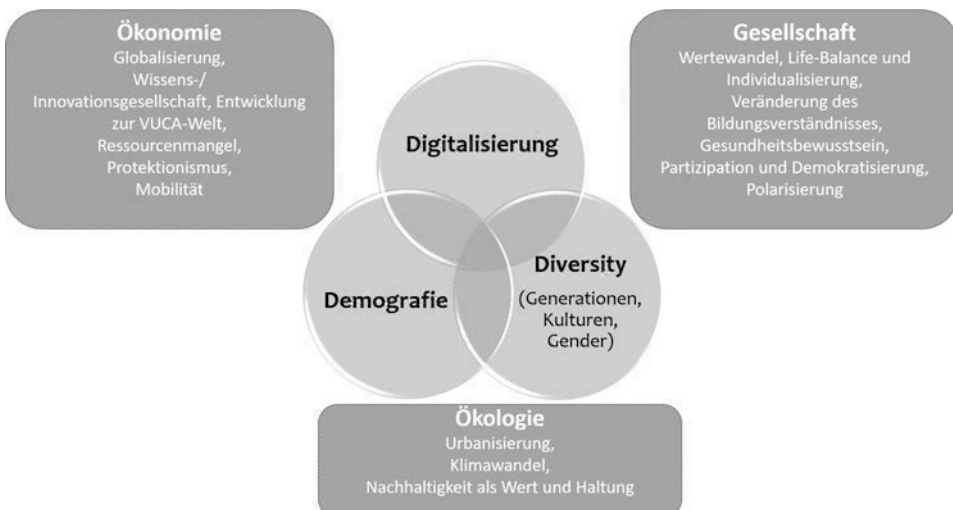 Ökonomie
Globalisierung,
Wissens-/
Innovationsgesellschaft, Entwicklung
zur VUCA-Welt,
Ressourcenmangel,
Protektionismus,
Mobilität
Gesellschaft
Wertewandel, Life-Balance und
Individualisierung,
Veränderung des
Bildungsverständnisses,
Gesundheitsbewusstsein,
Partizipation und Demokratisierung,
Polarisierung
Digitalisierung
Demografie
Diversity
(Generationen,
Kulturen,
Gender)
Ökologie
Urbanisierung,
Klimawandel,
Nachhaltigkeit als Wert und Haltung